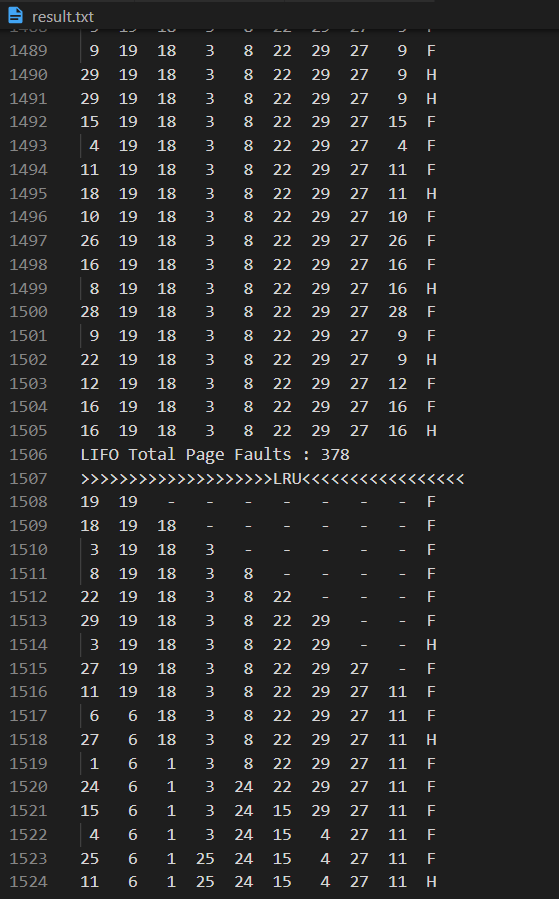 result.txt
1489 9 19 18 3 8 22 29 27 9 F
1490 29 19 18 3 8 22 29 27 9 H
1491 29 19 18 3 8 22 29 27 9 H
1492 15 19 18 3 8 22 29 27 15 F
1493 4 19 18 3 8 22 29 27 4 F
1494 11 19 18 3 8 22 29 27 11 F
1495 18 19 18 3 8 22 29 27 11 H
1496 10 19 18 3 8 22 29 27 10 F
1497 26 19 18 3 8 22 29 27 26 F
1498 16 19 18 3 8 22 29 27 16 F
1499 8 19 18 3 8 22 29 27 16 H
1500 28 19 18 3 8 22 29 27 28 F
1501 9 19 18 3 8 22 29 27 9 F
1502 22 19 18 3 8 22 29 27 9 H
1503 12 19 18 3 8 22 29 27 12 F
1504 16 19 18 3 8 22 29 27 16 F
1505 16 19 18 3 8 22 29 27 16 H
1506 LIFO Total Page Faults : 378
1507 >>>>>>>>>>>>>>>>>>>>LRU<<<<<<<<<<<<<<<<<
1508 19 19 - - - - - - - F
1509 18 19 18 - - - - - - F
1510 3 19 18 3 - - - - - F
1511 8 19 18 3 8 - - - - F
1512 22 19 18 3 8 22 - - - F
1513 29 19 18 3 8 22 29 - - F
1514 3 19 18 3 8 22 29 - - H
1515 27 19 18 3 8 22 29 27 - F
1516 11 19 18 3 8 22 29 27 11 F
1517 6 6 18 3 8 22 29 27 11 F
1518 27 6 18 3 8 22 29 27 11 H
1519 1 6 1 3 8 22 29 27 11 F
1520 24 6 1 3 24 22 29 27 11 F
1521 15 6 1 3 24 15 29 27 11 F
1522 4 6 1 3 24 15 4 27 11 F
1523 25 6 1 25 24 15 4 27 11 F
1524 11 6 1 25 24 15 4 27 11 H